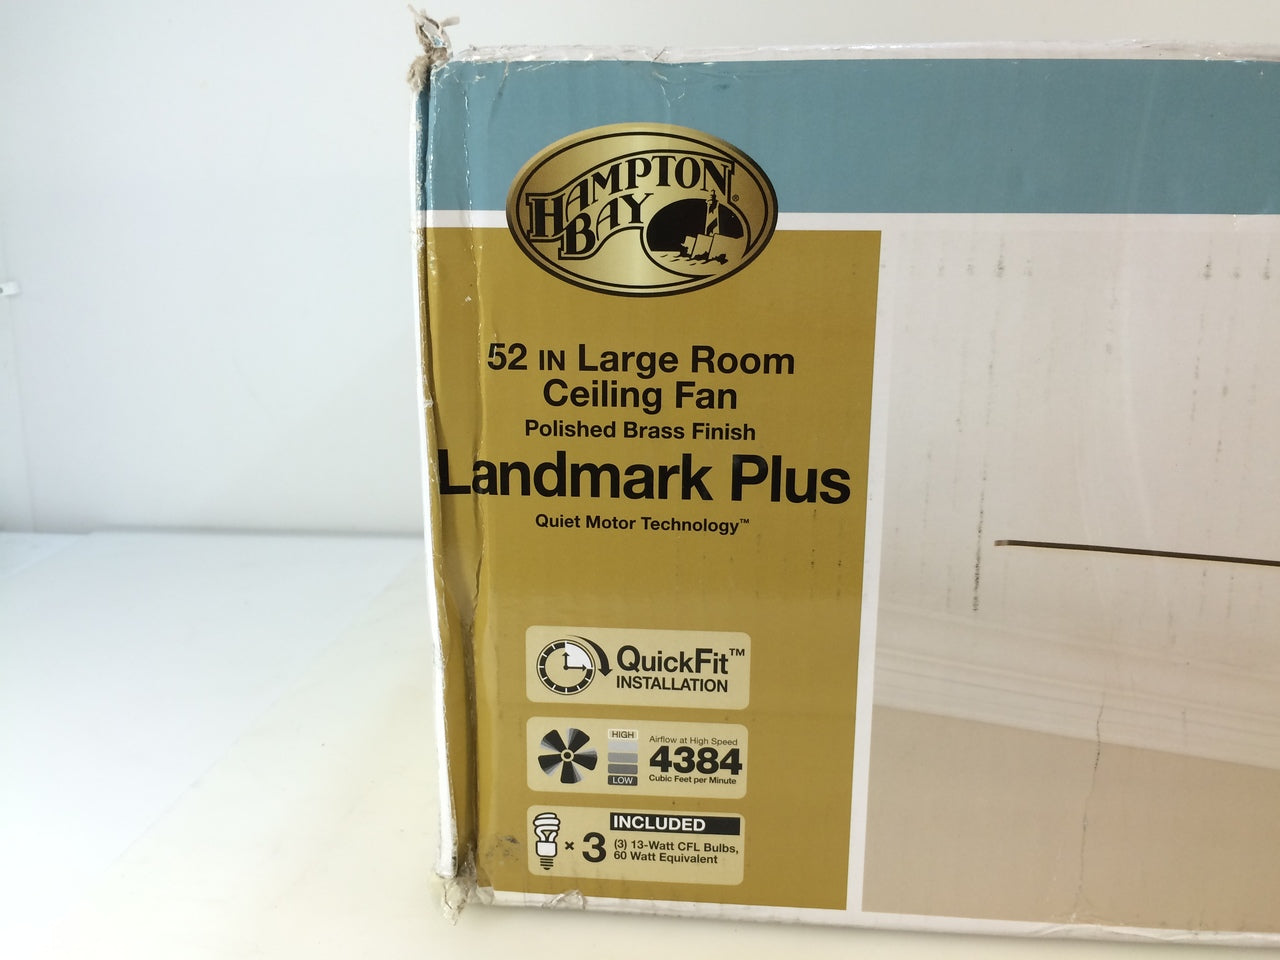 HAMPTON
BAY®
52 IN Large Room
Ceiling Fan
Polished Brass Finish
Landmark Plus
Quiet Motor Technology™
QuickFit™
INSTALLATION
HIGH
LOW
Airflow at High Speed
4384
Cubic Feet per Minute
× 3
INCLUDED
(3) 13-Watt CFL Bulbs,
60 Watt Equivalent